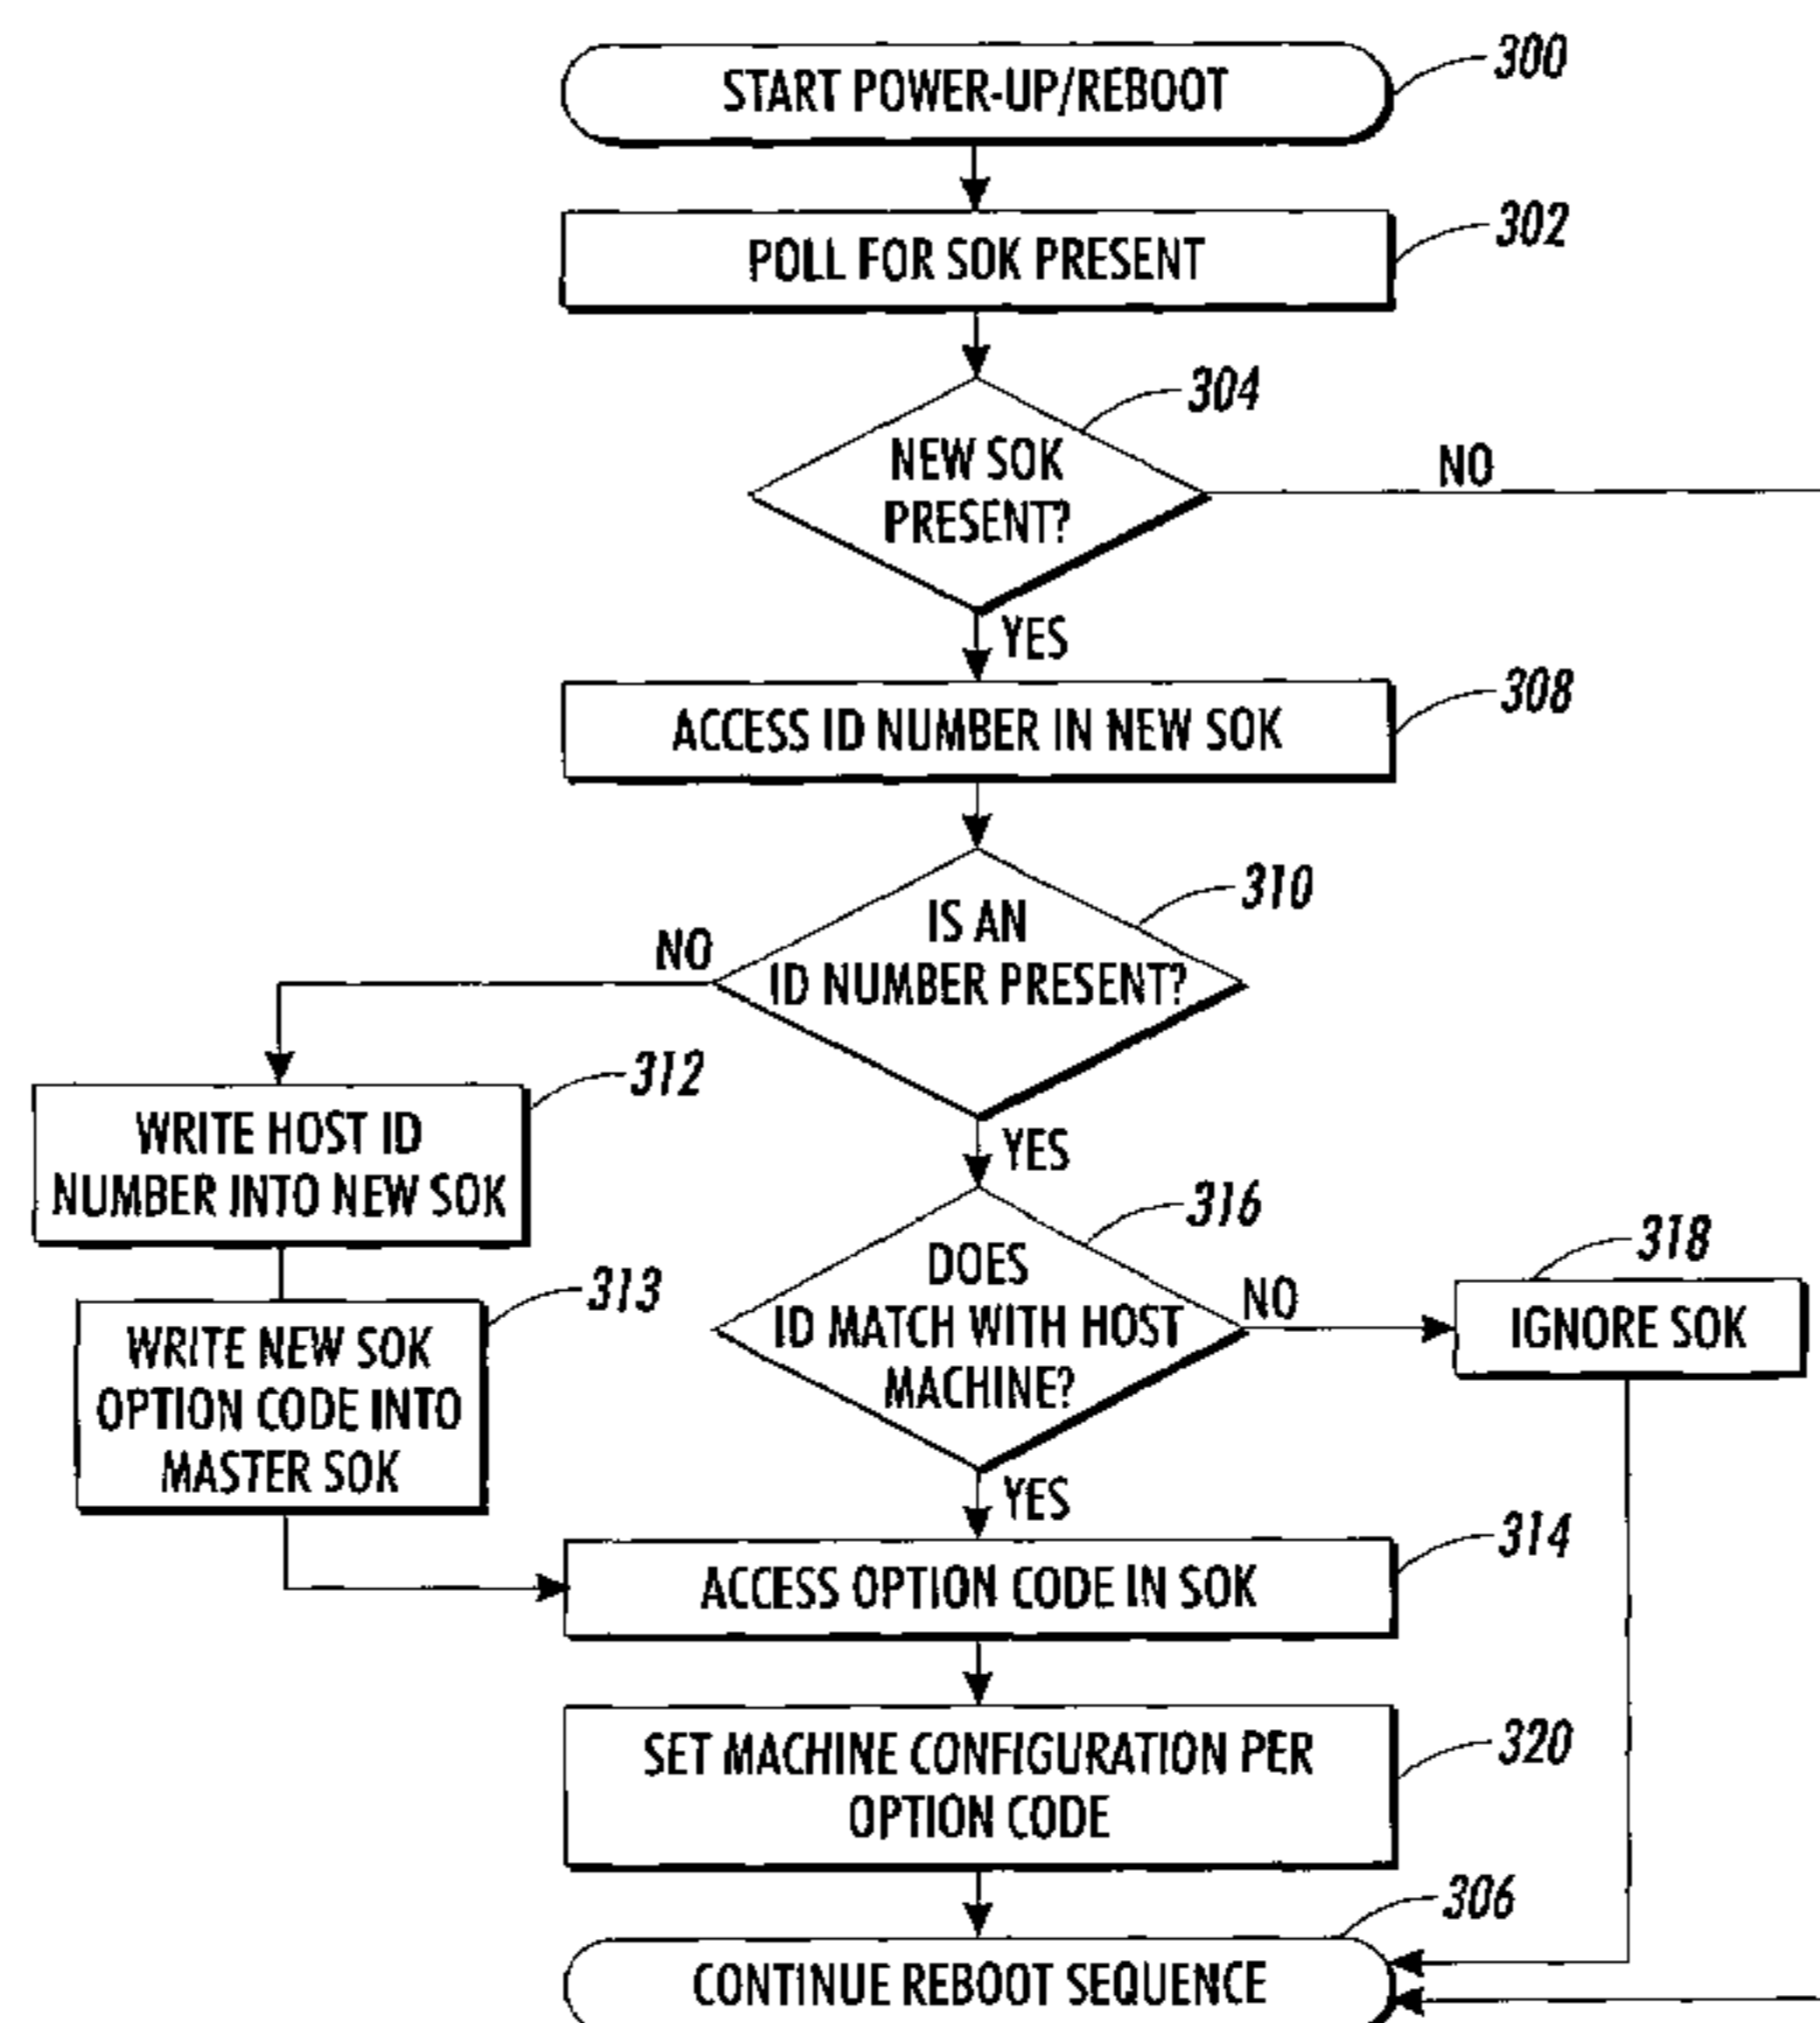 START POWER-UP/REBOOT
300
POLL FOR SOK PRESENT
302
304
NEW SOK
PRESENT?
NO
YES
ACCESS ID NUMBER IN NEW SOK
308
310
IS AN
ID NUMBER PRESENT?
NO
312
WRITE HOST ID
NUMBER INTO NEW SOK
YES
316
DOES
ID MATCH WITH HOST
MACHINE?
NO
318
IGNORE SOK
313
WRITE NEW SOK
OPTION CODE INTO
MASTER SOK
YES
ACCESS OPTION CODE IN SOK
314
SET MACHINE CONFIGURATION PER
OPTION CODE
320
306
CONTINUE REBOOT SEQUENCE